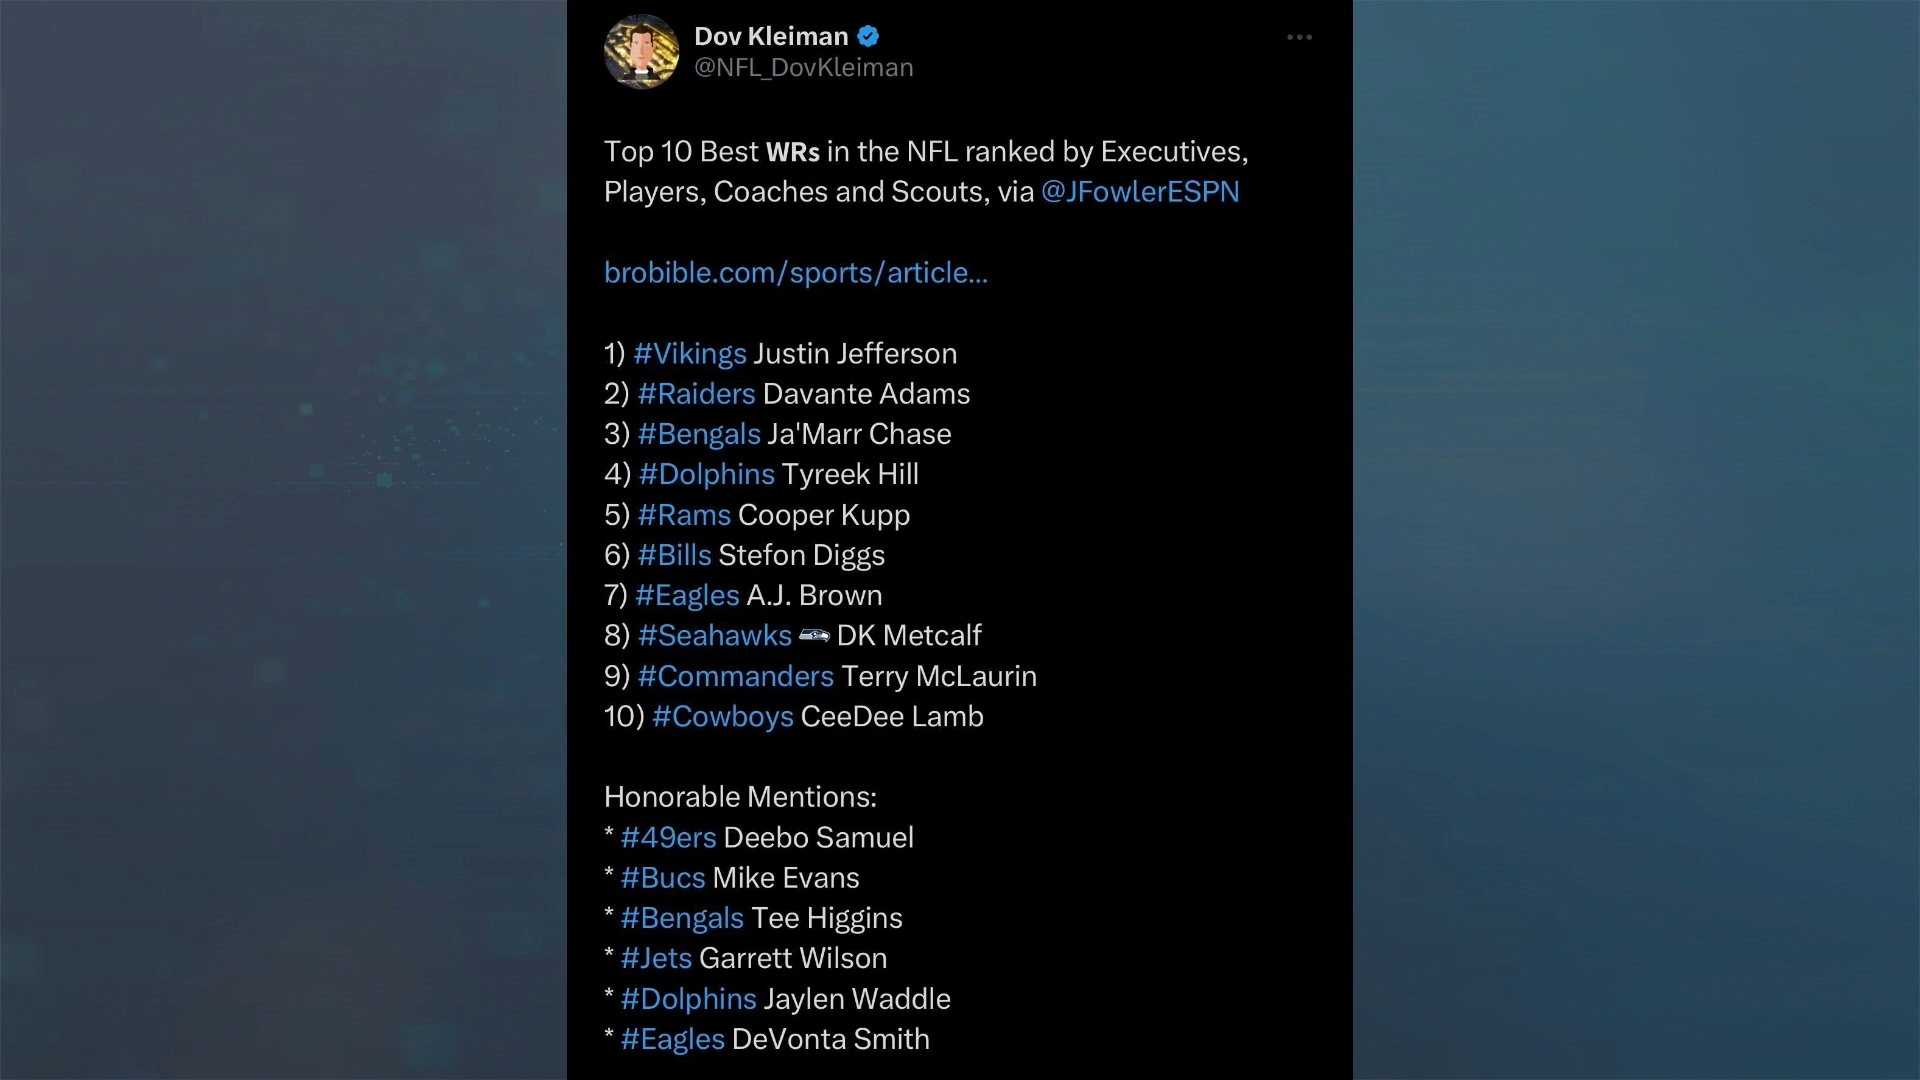 Dov Kleiman
@NFL_DovKleiman
Top 10 Best WRs in the NFL ranked by Executives,
Players, Coaches and Scouts, via @JFowlerESPN
brobible.com/sports/article...
1) #Vikings Justin Jefferson
2) #Raiders Davante Adams
3) #Bengals Ja'Marr Chase
4) #Dolphins Tyreek Hill
5) #Rams Cooper Kupp
6) #Bills Stefon Diggs
7) #Eagles A.J. Brown
8) #Seahawks DK Metcalf
9) #Commanders Terry McLaurin
10) #Cowboys CeeDee Lamb
Honorable Mentions:
* #49ers Deebo Samuel
* #Bucs Mike Evans
* #Bengals Tee Higgins
* #Jets Garrett Wilson
* #Dolphins Jaylen Waddle
* #Eagles DeVonta Smith